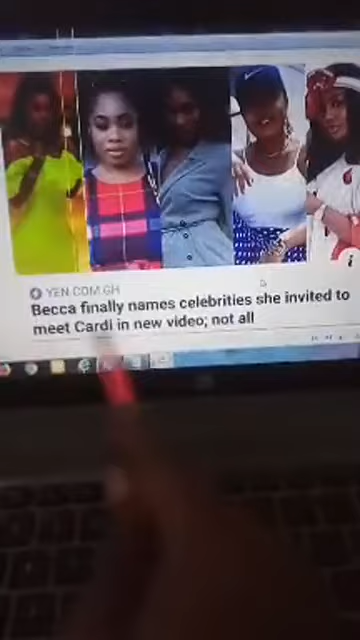 YEN.COM.GH
Becca finally names celebrities she invited to
meet Cardi in new video; not all